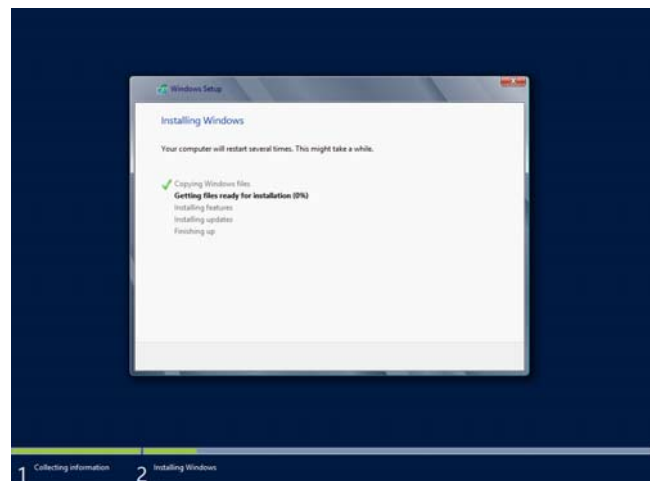 Windows Setup
Installing Windows
Your computer will restart several times. This might take a while.
Copying Windows files
Getting files ready for installation (0%)
Installing features
Installing updates
Finishing up
1 Collecting information
2 Installing Windows